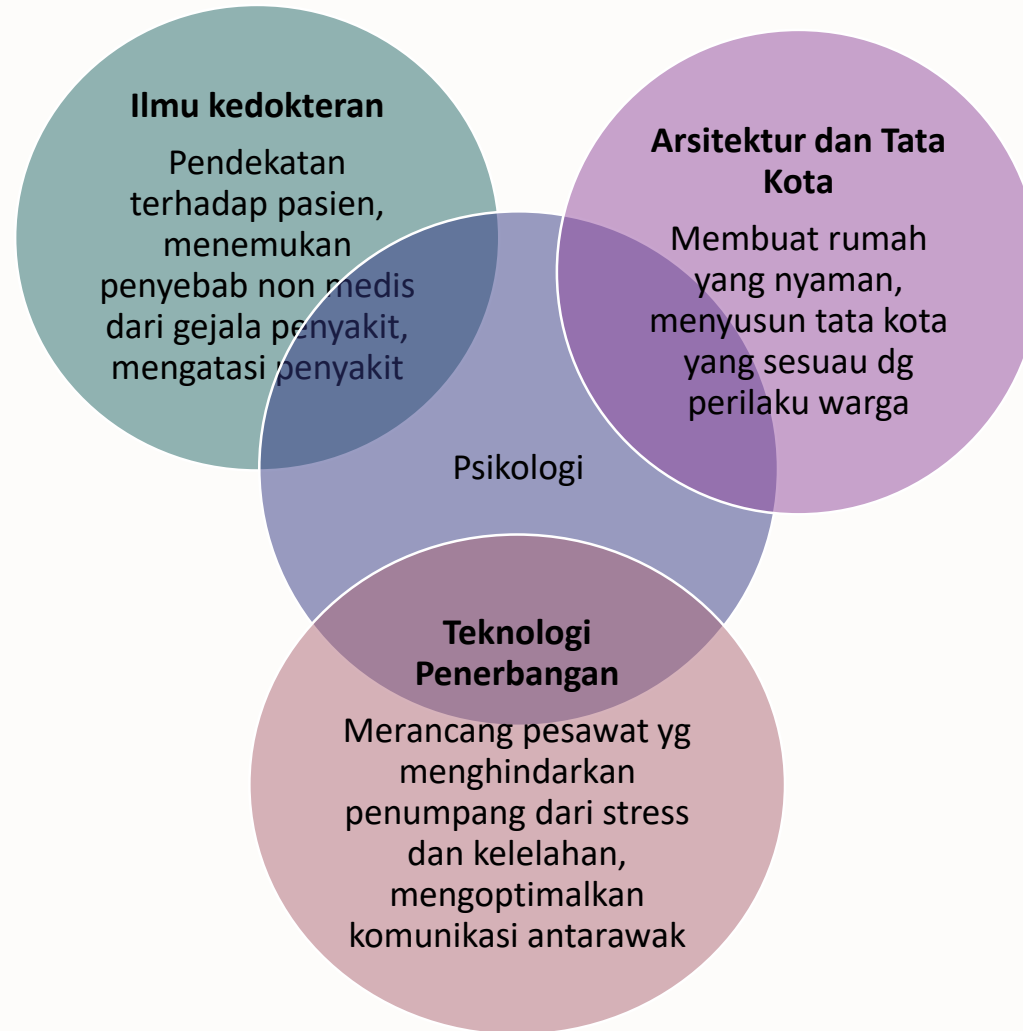 Ilmu kedokteran
Pendekatan
terhadap pasien,
menemukan
penyebab non medis
dari gejala penyakit,
mengatasi penyakit
Arsitektur dan Tata
Kota
Membuat rumah
yang nyaman,
menyusun tata kota
yang sesuau dg
perilaku warga
Psikologi
Teknologi
Penerbangan
Merancang pesawat yg
menghindarkan
penumpang dari stress
dan kelelahan,
mengoptimalkan
komunikasi antarawak